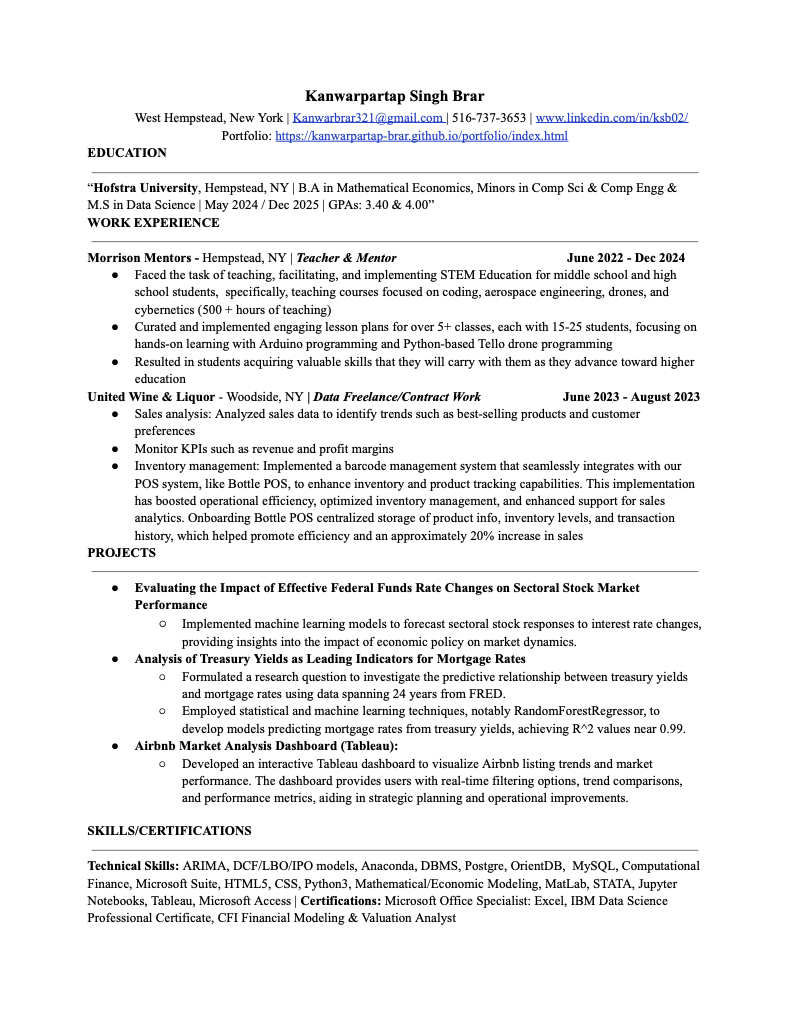 Kanwarpartap Singh Brar
West Hempstead, New York | Kanwarbrar321@gmail.com | 516-737-3653 | www.linkedin.com/in/ksb02/
Portfolio: https://kanwarpartap-brar.github.io/portfolio/index.html
EDUCATION
“Hofstra University, Hempstead, NY | B.A in Mathematical Economics, Minors in Comp Sci & Comp Engg &
M.S in Data Science | May 2024 / Dec 2025 | GPAs: 3.40 & 4.00”
WORK EXPERIENCE
Morrison Mentors - Hempstead, NY | Teacher & Mentor June 2022 - Dec 2024
● Faced the task of teaching, facilitating, and implementing STEM Education for middle school and high
school students, specifically, teaching courses focused on coding, aerospace engineering, drones, and
cybernetics (500 + hours of teaching)
● Curated and implemented engaging lesson plans for over 5+ classes, each with 15-25 students, focusing on
hands-on learning with Arduino programming and Python-based Tello drone programming
● Resulted in students acquiring valuable skills that they will carry with them as they advance toward higher
education
United Wine & Liquor - Woodside, NY | Data Freelance/Contract Work June 2023 - August 2023
● Sales analysis: Analyzed sales data to identify trends such as best-selling products and customer
preferences
● Monitor KPIs such as revenue and profit margins
● Inventory management: Implemented a barcode management system that seamlessly integrates with our
POS system, like Bottle POS, to enhance inventory and product tracking capabilities. This implementation
has boosted operational efficiency, optimized inventory management, and enhanced support for sales
analytics. Onboarding Bottle POS centralized storage of product info, inventory levels, and transaction
history, which helped promote efficiency and an approximately 20% increase in sales
PROJECTS
● Evaluating the Impact of Effective Federal Funds Rate Changes on Sectoral Stock Market
Performance
○ Implemented machine learning models to forecast sectoral stock responses to interest rate changes,
providing insights into the impact of economic policy on market dynamics.
● Analysis of Treasury Yields as Leading Indicators for Mortgage Rates
○ Formulated a research question to investigate the predictive relationship between treasury yields
and mortgage rates using data spanning 24 years from FRED.
○ Employed statistical and machine learning techniques, notably RandomForestRegressor, to
develop models predicting mortgage rates from treasury yields, achieving R^2 values near 0.99.
● Airbnb Market Analysis Dashboard (Tableau):
○ Developed an interactive Tableau dashboard to visualize Airbnb listing trends and market
performance. The dashboard provides users with real-time filtering options, trend comparisons,
and performance metrics, aiding in strategic planning and operational improvements.
SKILLS/CERTIFICATIONS
Technical Skills: ARIMA, DCF/LBO/IPO models, Anaconda, DBMS, Postgre, OrientDB, MySQL, Computational
Finance, Microsoft Suite, HTML5, CSS, Python3, Mathematical/Economic Modeling, MatLab, STATA, Jupyter
Notebooks, Tableau, Microsoft Access | Certifications: Microsoft Office Specialist: Excel, IBM Data Science
Professional Certificate, CFI Financial Modeling & Valuation Analyst